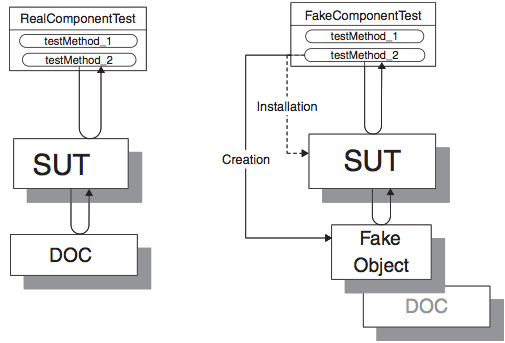 RealComponentTest
testMethod_1
testMethod_2
SUT
DOC
FakeComponentTest
testMethod_1
testMethod_2
Installation
Creation
SUT
Fake
Object
DOC